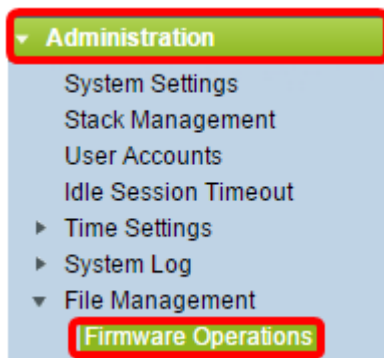 Administration
System Settings
Stack Management
User Accounts
Idle Session Timeout
Time Settings
System Log
File Management
Firmware Operations